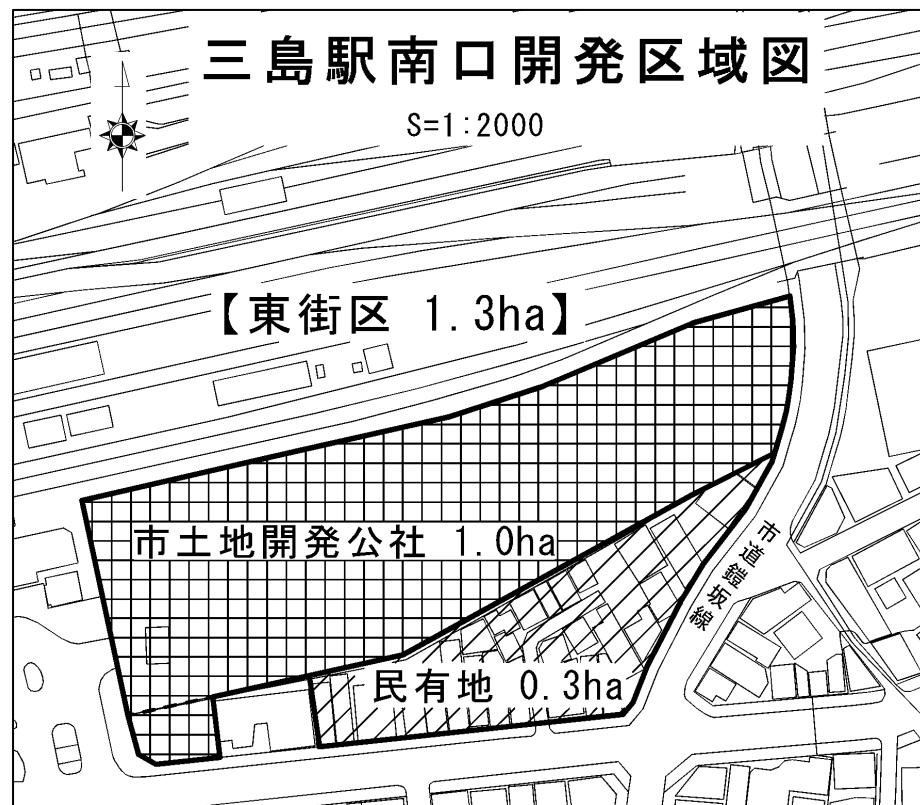 三島駅南口開発区域図
S=1:2000
【東街区 1.3ha】
市土地開発公社 1.0ha
市道鎧坂線
民有地 0.3ha